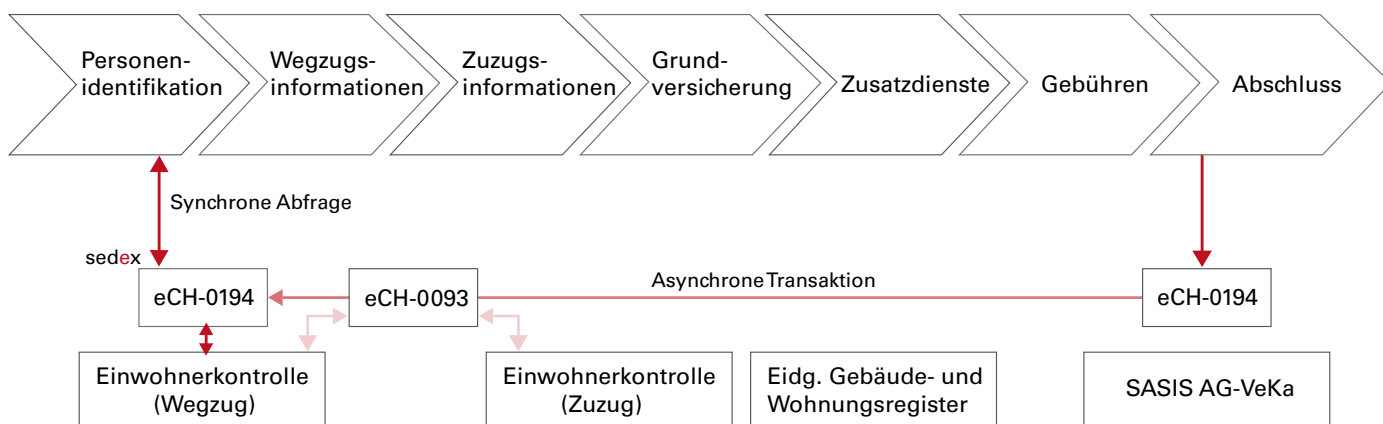 Personen-
identifikation
Wegzugs-
informationen
Zuzugs-
informationen
Grund-
versicherung
Zusatzdienste
Gebühren
Abschluss
Synchrone Abfrage
sedex
eCH-0194
eCH-0093
Asynchrone Transaktion
eCH-0194
Einwohnerkontrolle
(Wegzug)
Einwohnerkontrolle
(Zuzug)
Eidg. Gebäude- und
Wohnungsregister
SASIS AG-VeKa